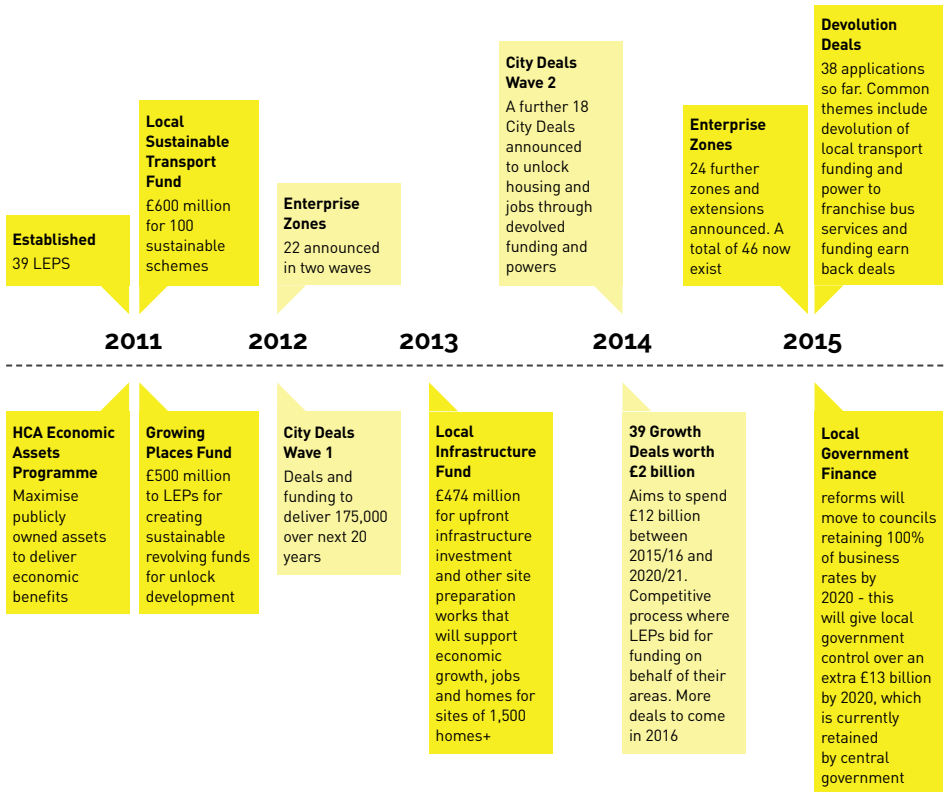 Established
39 LEPS
Local
Sustainable
Transport
Fund
£600 million
for 100
sustainable
schemes
Enterprise
Zones
22 announced
in two waves
City Deals
Wave 2
A further 18
City Deals
announced
to unlock
housing and
jobs through
devolved
funding and
powers
Enterprise
Zones
24 further
zones and
extensions
announced. A
total of 46 now
exist
Devolution
Deals
38 applications
so far. Common
themes include
devolution of
local transport
funding and
power to
franchise bus
services and
funding earn
back deals
2011 2012 2013 2014 2015
HCA Economic
Assets
Programme
Maximise
publicly
owned assets
to deliver
economic
benefits
Growing
Places Fund
£500 million
to LEPs for
creating
sustainable
revolving funds
for unlock
development
City Deals
Wave 1
Deals and
funding to
deliver 175,000
over next 20
years
Local
Infrastructure
Fund
£474 million
for upfront
infrastructure
investment
and other site
preparation
works that
will support
economic
growth, jobs
and homes for
sites of 1,500
homes+
39 Growth
Deals worth
£2 billion
Aims to spend
£12 billion
between
2015/16 and
2020/21.
Competitive
process where
LEPs bid for
funding on
behalf of their
areas. More
deals to come
in 2016
Local
Government
Finance
reforms will
move to councils
retaining 100%
of business
rates by
2020 - this
will give local
government
control over an
extra £13 billion
by 2020, which
is currently
retained
by central
government